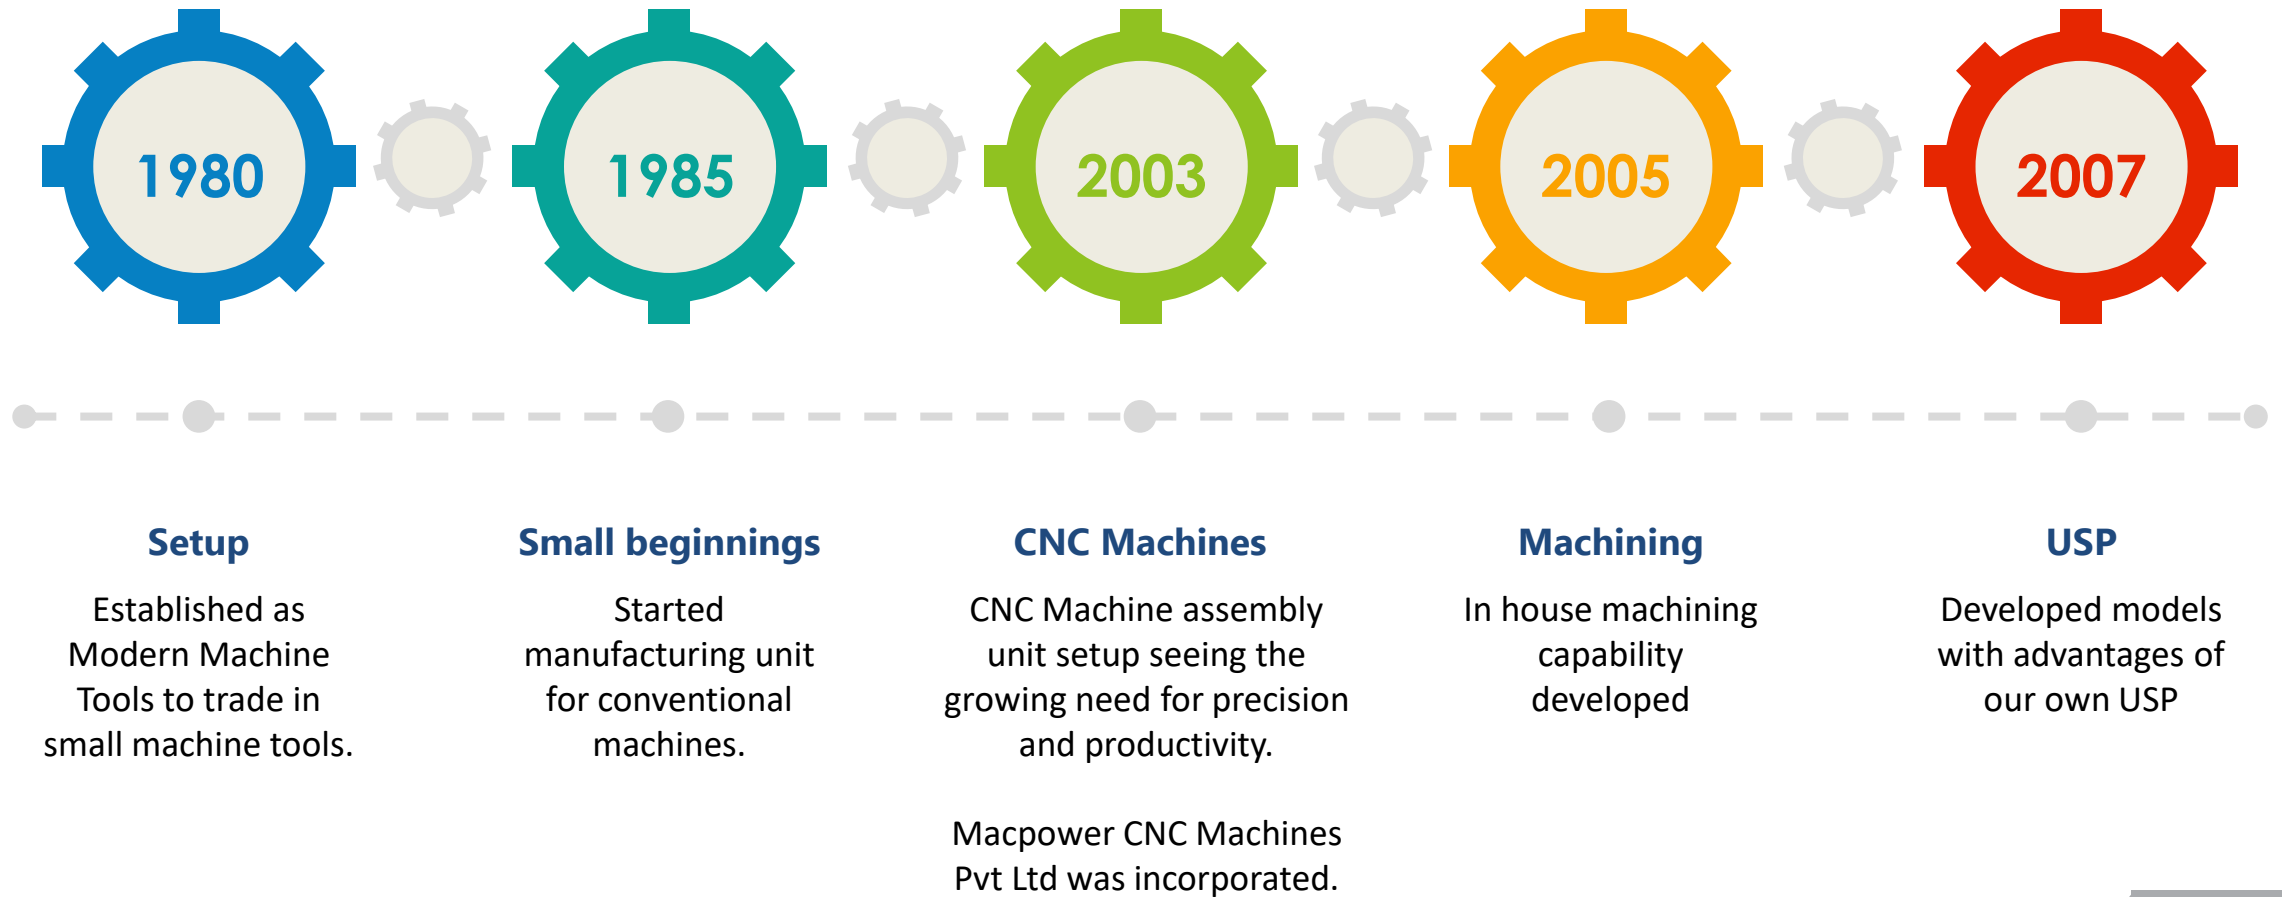 1980
1985
2003
2005
2007
Setup
Established as
Modern Machine
Tools to trade in
small machine tools.
Small beginnings
Started
manufacturing unit
for conventional
machines.
CNC Machines
CNC Machine assembly
unit setup seeing the
growing need for precision
and productivity.
Macpower CNC Machines
Pvt Ltd was incorporated.
Machining
In house machining
capability
developed
USP
Developed models
with advantages of
our own USP